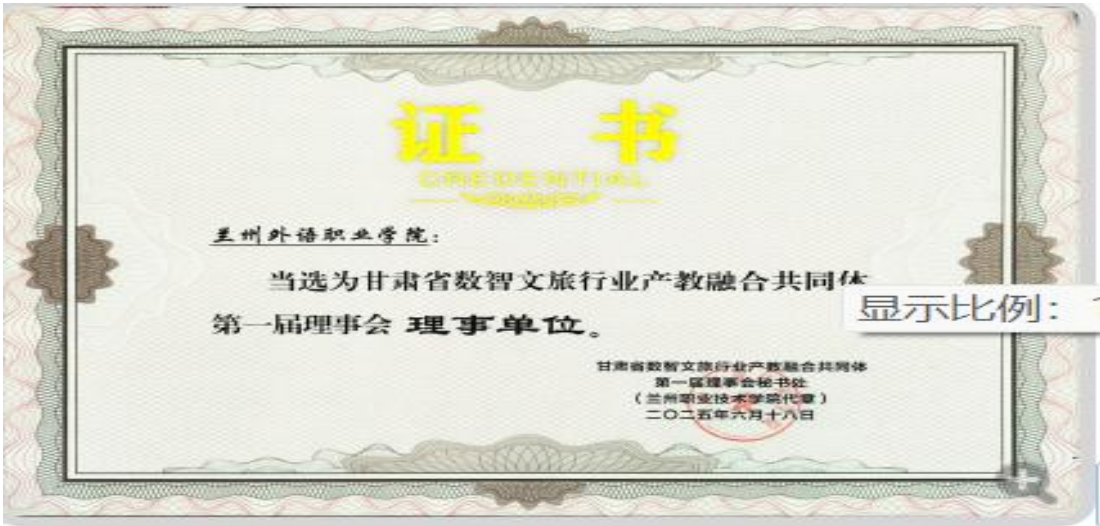 证书
CREDENTIAL
兰州外语职业学院：
当选为甘肃省数智文旅行业产教融合共同体
第一届理事会 理事单位。
显示比例： 1
甘肃省数智文旅行业产教融合共同体
第一届理事会秘书处
（兰州职业技术学院代章）
二〇二五年六月十八日